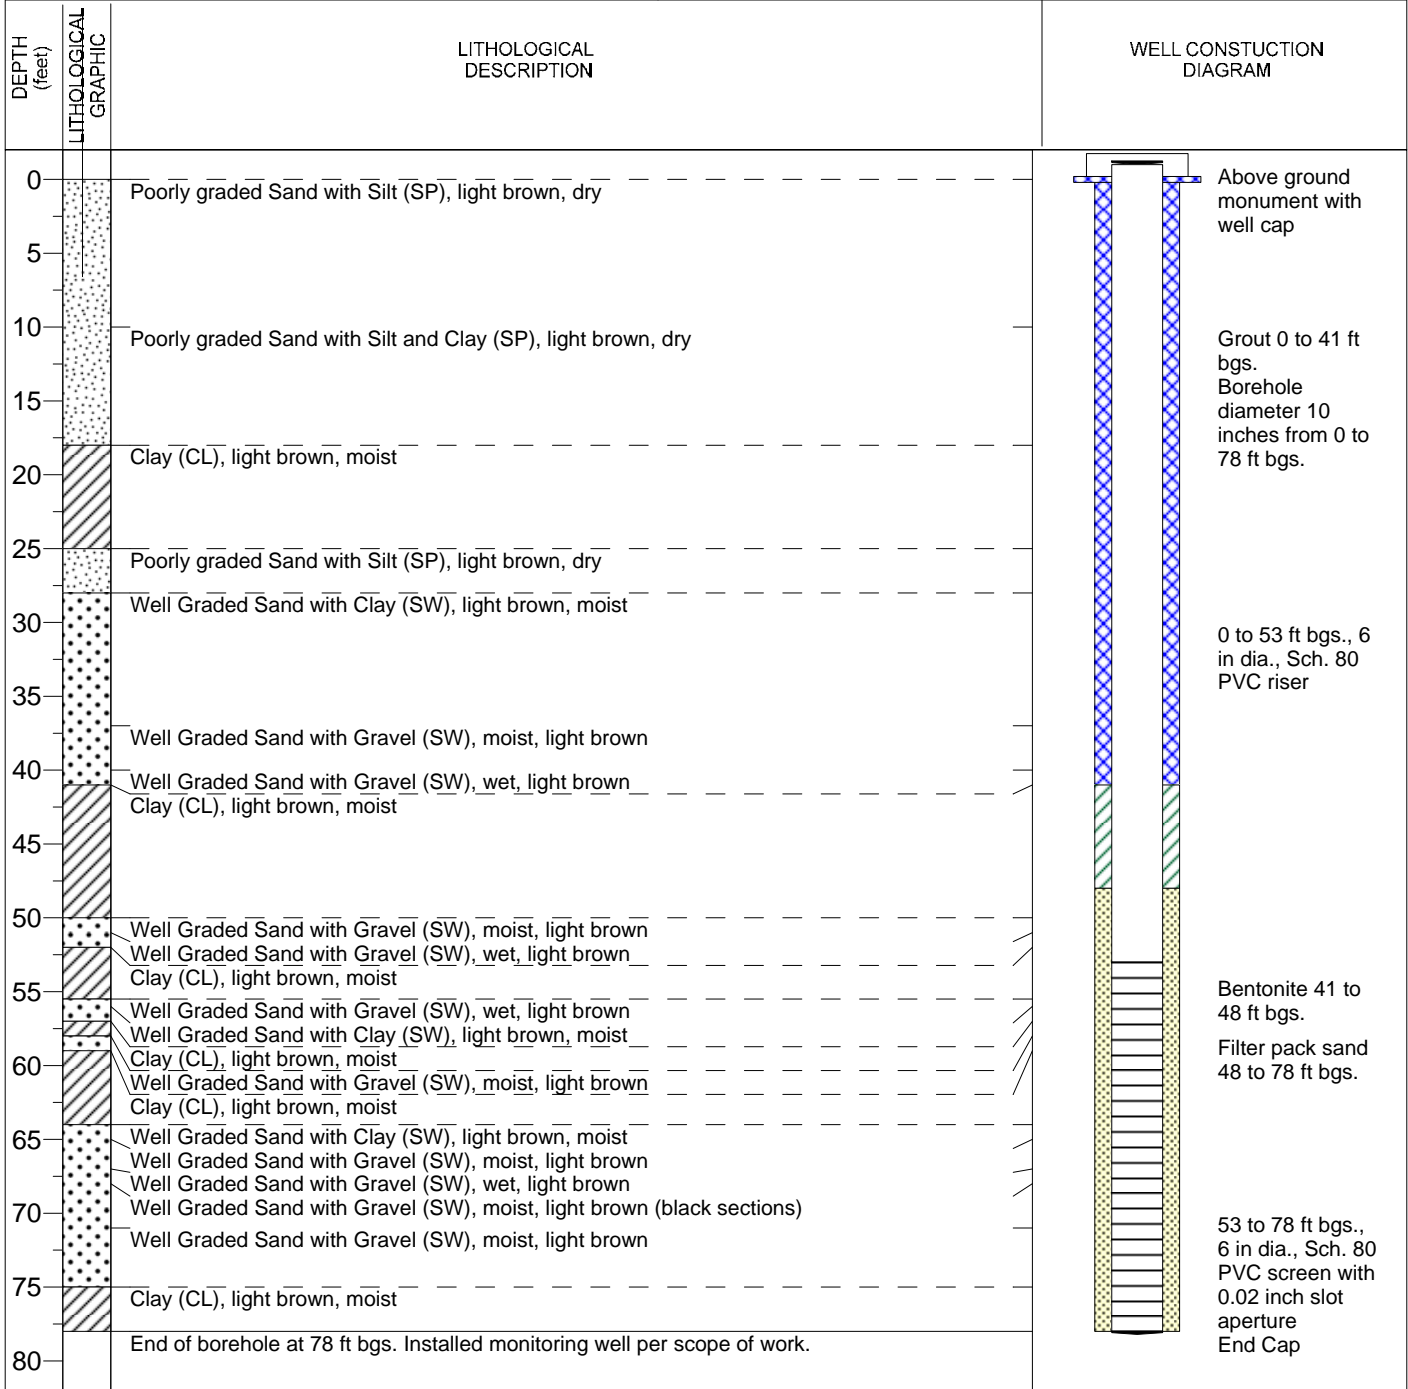 DEPTH
(feet)
LITHOLOGICAL
GRAPHIC
LITHOLOGICAL
DESCRIPTION
WELL CONSTUCTION
DIAGRAM
0
5
10
15
20
25
30
35
40
45
50
55
60
65
70
75
80
Poorly graded Sand with Silt (SP), light brown, dry
Poorly graded Sand with Silt and Clay (SP), light brown, dry
Clay (CL), light brown, moist
Poorly graded Sand with Silt (SP), light brown, dry
Well Graded Sand with Clay (SW), light brown, moist
Well Graded Sand with Gravel (SW), moist, light brown
Well Graded Sand with Gravel (SW), wet, light brown
Clay (CL), light brown, moist
Well Graded Sand with Gravel (SW), moist, light brown
Well Graded Sand with Gravel (SW), wet, light brown
Clay (CL), light brown, moist
Well Graded Sand with Gravel (SW), wet, light brown
Well Graded Sand with Clay (SW), light brown, moist
Clay (CL), light brown, moist
Well Graded Sand with Gravel (SW), moist, light brown
Clay (CL), light brown, moist
Well Graded Sand with Clay (SW), light brown, moist
Well Graded Sand with Gravel (SW), moist, light brown
Well Graded Sand with Gravel (SW), wet, light brown
Well Graded Sand with Gravel (SW), moist, light brown (black sections)
Well Graded Sand with Gravel (SW), moist, light brown
Clay (CL), light brown, moist
End of borehole at 78 ft bgs. Installed monitoring well per scope of work.
Above ground
monument with
well cap
Grout 0 to 41 ft
bgs.
Borehole
diameter 10
inches from 0 to
78 ft bgs.
0 to 53 ft bgs., 6
in dia., Sch. 80
PVC riser
Bentonite 41 to
48 ft bgs.
Filter pack sand
48 to 78 ft bgs.
53 to 78 ft bgs.,
6 in dia., Sch. 80
PVC screen with
0.02 inch slot
aperture
End Cap